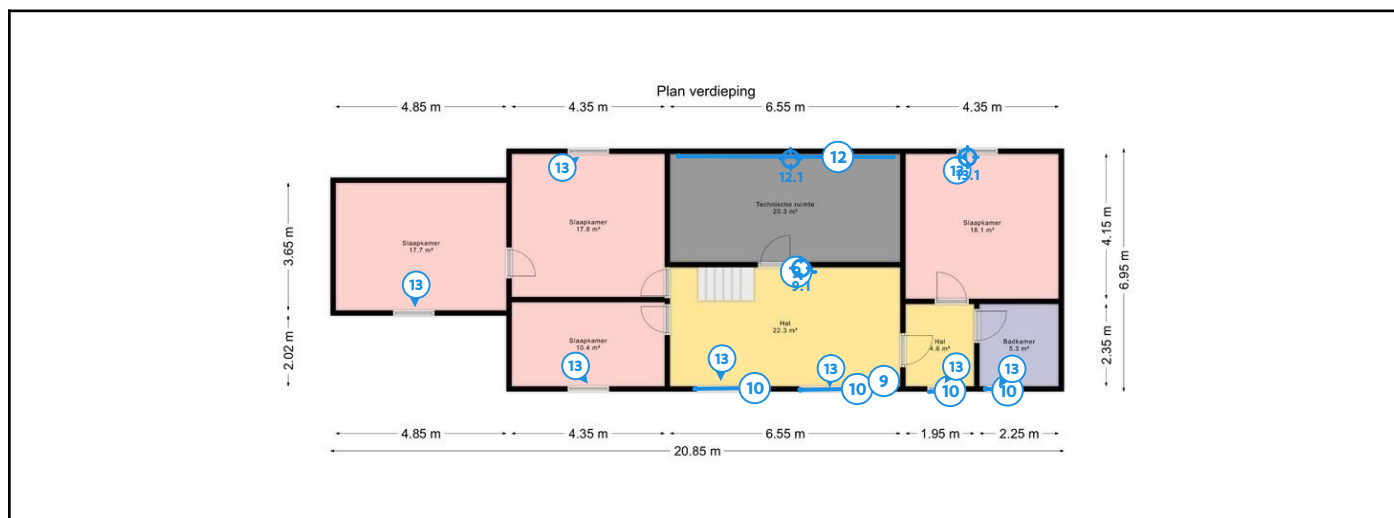 Plan verdieping
4.85 m 4.35 m 6.55 m 4.35 m
13 12 13
12.1 13.1
Technische ruimte
20.3 m²
Slaapkamer
17.8 m²
Slaapkamer
18.1 m²
Slaapkamer
17.7 m²
3.65 m
4.15 m
6.95 m
9.1
13
Hal
22.3 m²
Slaapkamer
10.4 m²
Hal
4.6 m²
Badkamer
5.3 m²
2.02 m
2.35 m
13 13 13 13 13
10 10 9 10 10
4.85 m 4.35 m 6.55 m 1.95 m 2.25 m
20.85 m